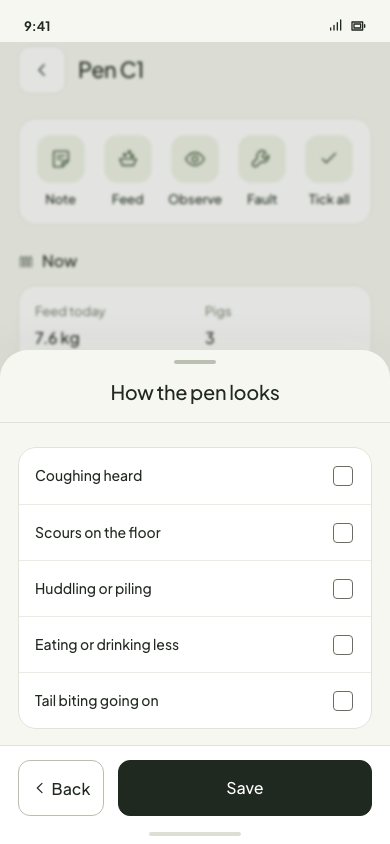 9:41
Pen C1
Note Feed Observe Fault Tick all
Now
Feed today Pigs
7.6 kg 3
How the pen looks
Coughing heard
Scours on the floor
Huddling or piling
Eating or drinking less
Tail biting going on
Back Save